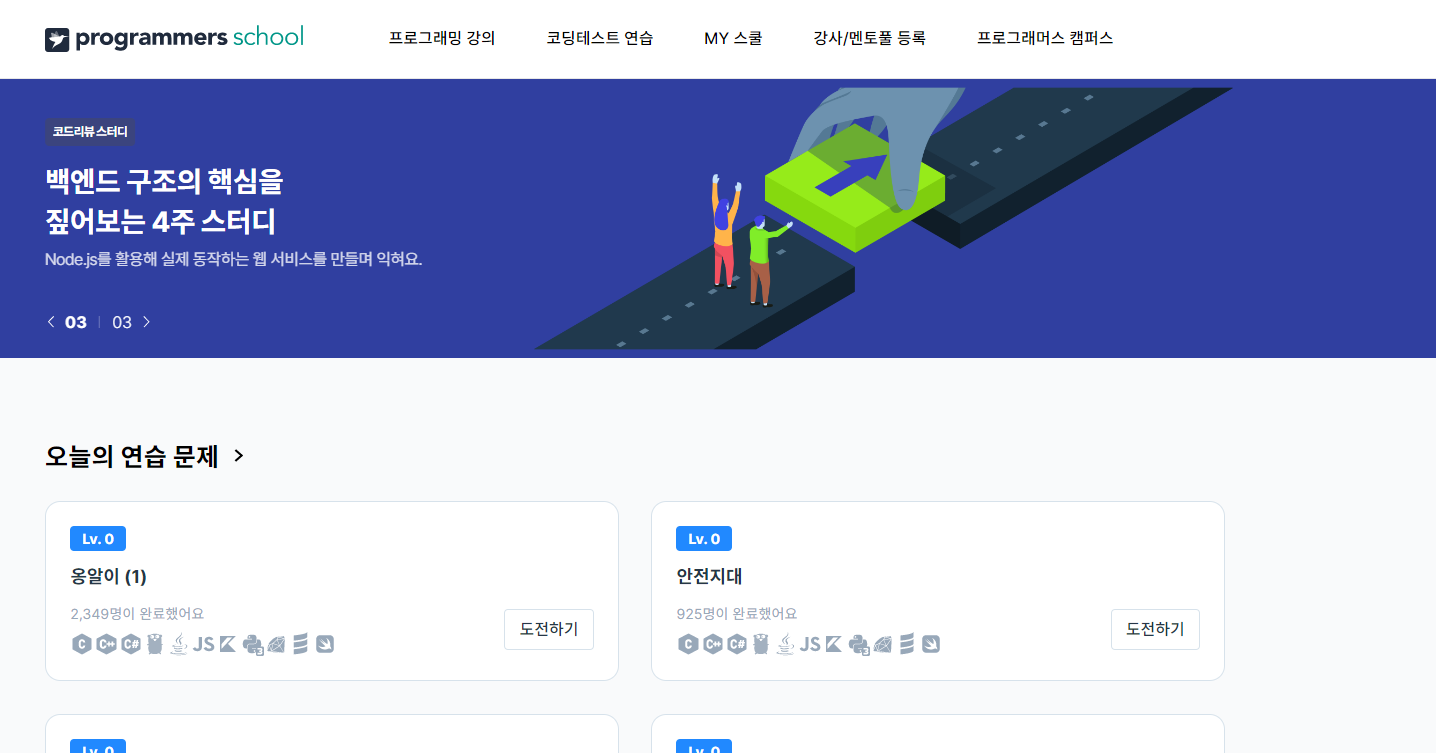 programmers school
프로그래밍 강의
코딩테스트 연습
MY 스쿨
강사/멘토풀 등록
프로그래머스 캠퍼스
코드리뷰 스터디
백엔드 구조의 핵심을
짚어보는 4주 스터디
Node.js를 활용해 실제 동작하는 웹 서비스를 만들며 익혀요.
03 | 03
오늘의 연습 문제
Lv. 0
옹알이 (1)
2,349명이 완료했어요
C C++ C# JS 3
도전하기
Lv. 0
안전지대
925명이 완료했어요
C C++ C# JS 3
도전하기
Lv. 0
Lv. 0